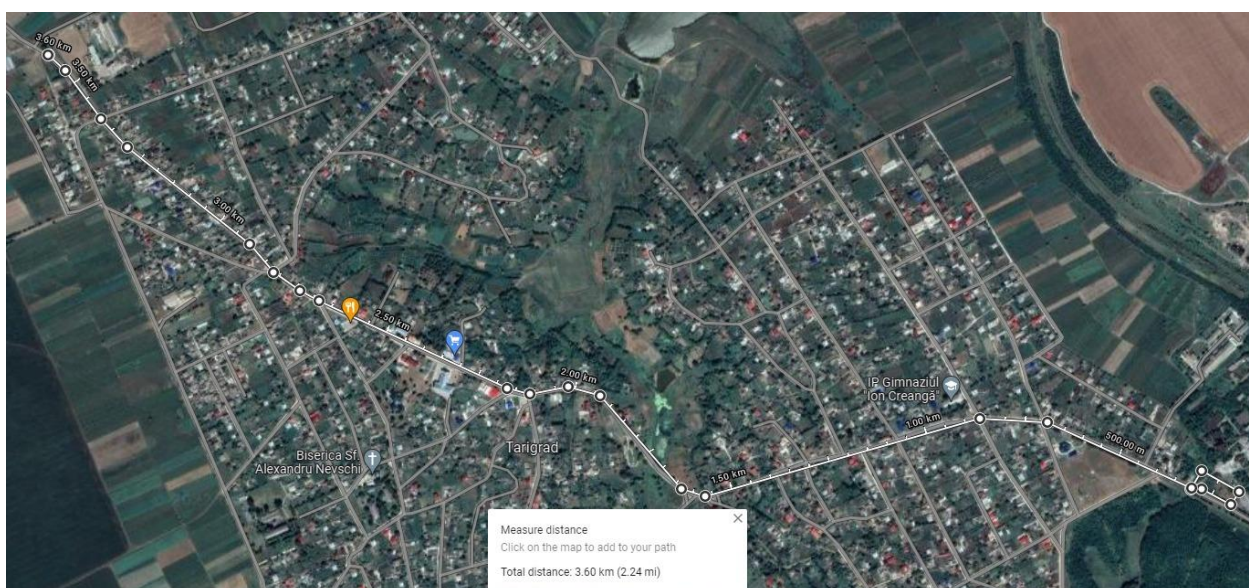 3.60 km
3.50 km
3.00 km
2.50 km
2.00 km
IP Gimnaziul
'Ion Creangă'
1.00 km
500.00 m
Tarigrad
Biserica Sf.
Alexandru Nevschi
1.50 km
Measure distance
Click on the map to add to your path
Total distance: 3.60 km (2.24 mi)